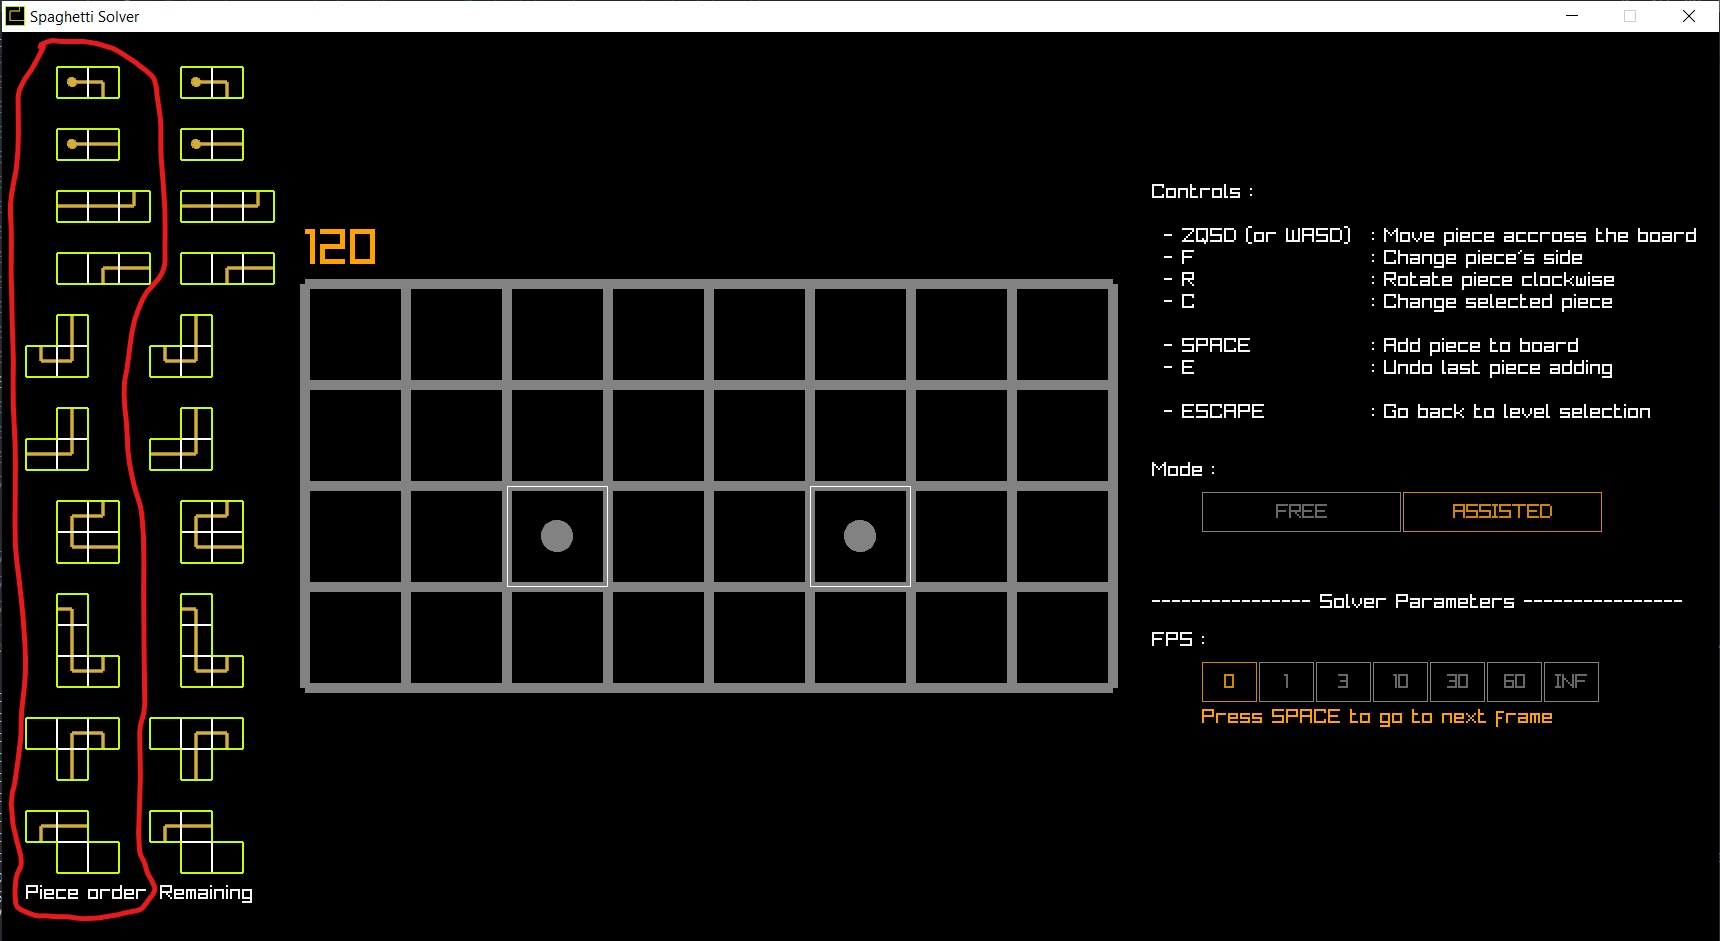 Spaghetti Solver
120
Controls :
- ZQSD (or WASD) : Move piece accross the board
- F : Change piece's side
- R : Rotate piece clockwise
- C : Change selected piece
- SPACE : Add piece to board
- E : Undo last piece adding
- ESCAPE : Go back to level selection
Mode :
FREE ASSISTED
---------------- Solver Parameters ----------------
FPS :
0 1 3 10 30 60 INF
Press SPACE to go to next frame
Piece order Remaining